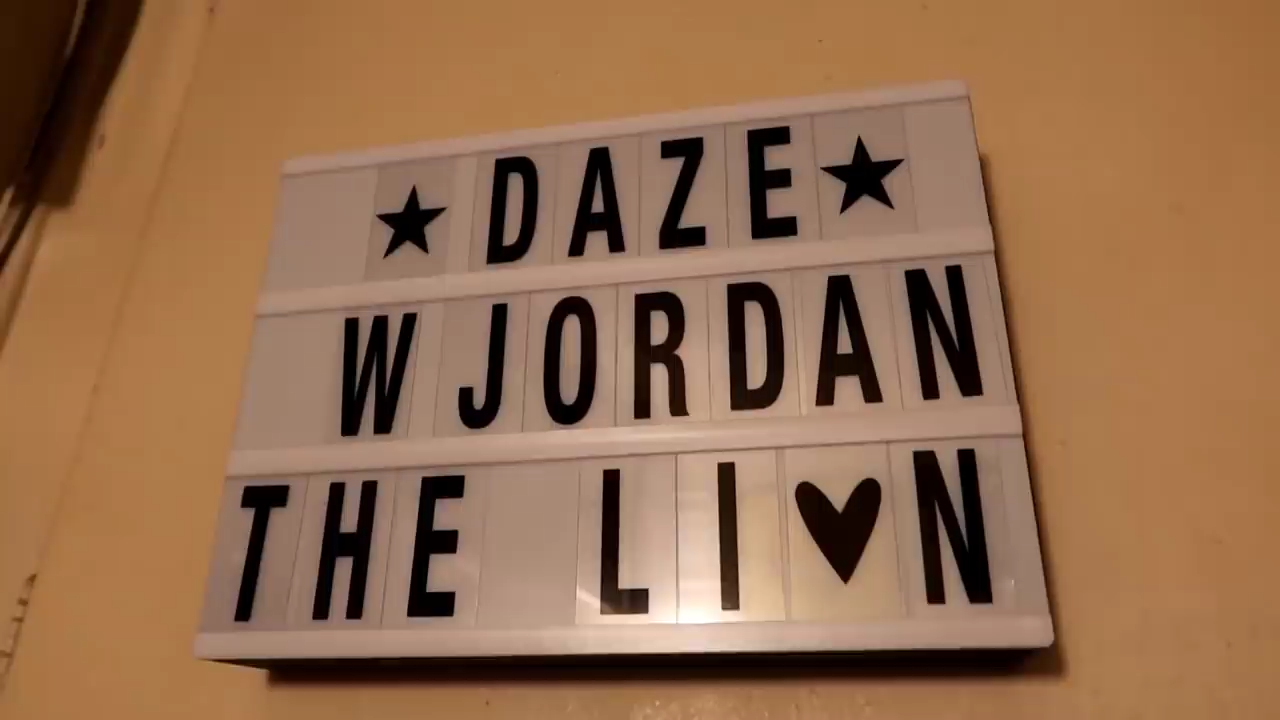 ★ DAZE ★
W JORDAN
THE LI♥N